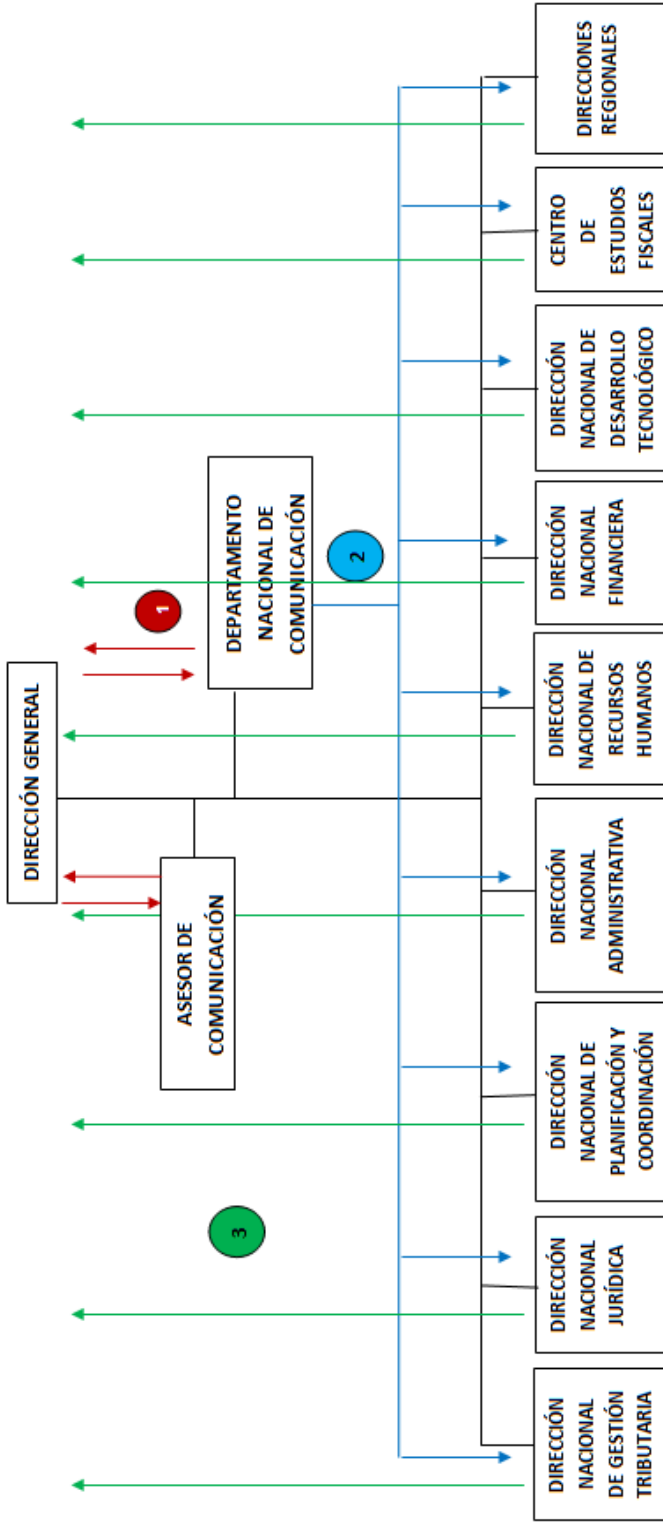 DIRECCIÓN GENERAL
ASESOR DE
COMUNICACIÓN
1
DEPARTAMENTO
NACIONAL DE
COMUNICACIÓN
3
2
DIRECCIÓN
NACIONAL
DE GESTIÓN
TRIBUTARIA
DIRECCIÓN
NACIONAL
JURÍDICA
DIRECCIÓN
NACIONAL DE
PLANIFICACIÓN Y
COORDINACIÓN
DIRECCIÓN
NACIONAL
ADMINISTRATIVA
DIRECCIÓN
NACIONAL DE
RECURSOS
HUMANOS
DIRECCIÓN
NACIONAL
FINANCIERA
DIRECCIÓN
NACIONAL DE
DESARROLLO
TECNOLÓGICO
CENTRO
DE
ESTUDIOS
FISCALES
DIRECCIONES
REGIONALES